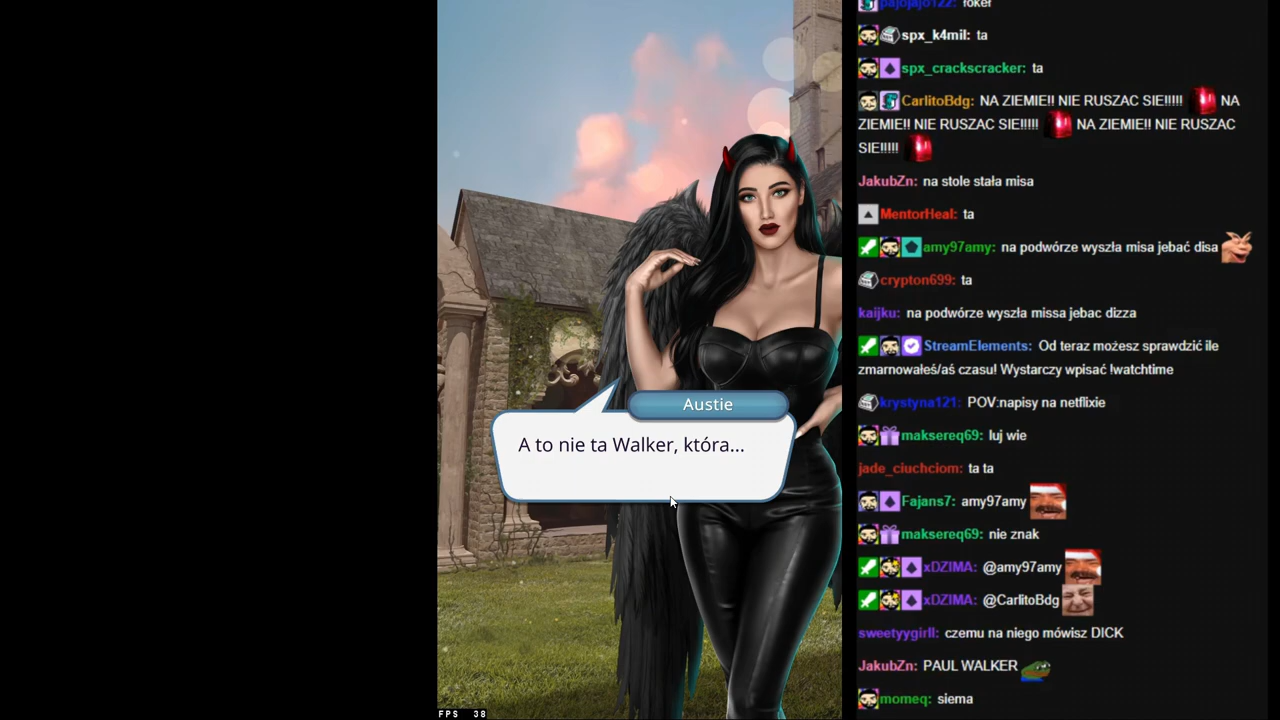 Austie
A to nie ta Walker, która...
FPS 38
pajojajo122: fokef
spx_k4mil: ta
spx_crackscracker: ta
CarlitoBdg: NA ZIEMIE!! NIE RUSZAC SIE!!!!! NA
ZIEMIE!! NIE RUSZAC SIE!!!!! NA ZIEMIE!! NIE RUSZAC
SIE!!!!!
JakubZn: na stole stała misa
MentorHeal: ta
amy97amy: na podwórze wyszła misa jebać disa
crypton699: ta
kaijku: na podwórze wyszła missa jebac dizza
StreamElements: Od teraz możesz sprawdzić ile
zmarnowałeś/aś czasu! Wystarczy wpisać !watchtime
krystyna121: POV:napisy na netflixie
maksereq69: luj wie
jade_ciuchciom: ta ta
Fajans7: amy97amy
maksereq69: nie znak
xDZIMA: @amy97amy
xDZIMA: @CarlitoBdg
sweetyygirll: czemu na niego mówisz DICK
JakubZn: PAUL WALKER
momeq: siema